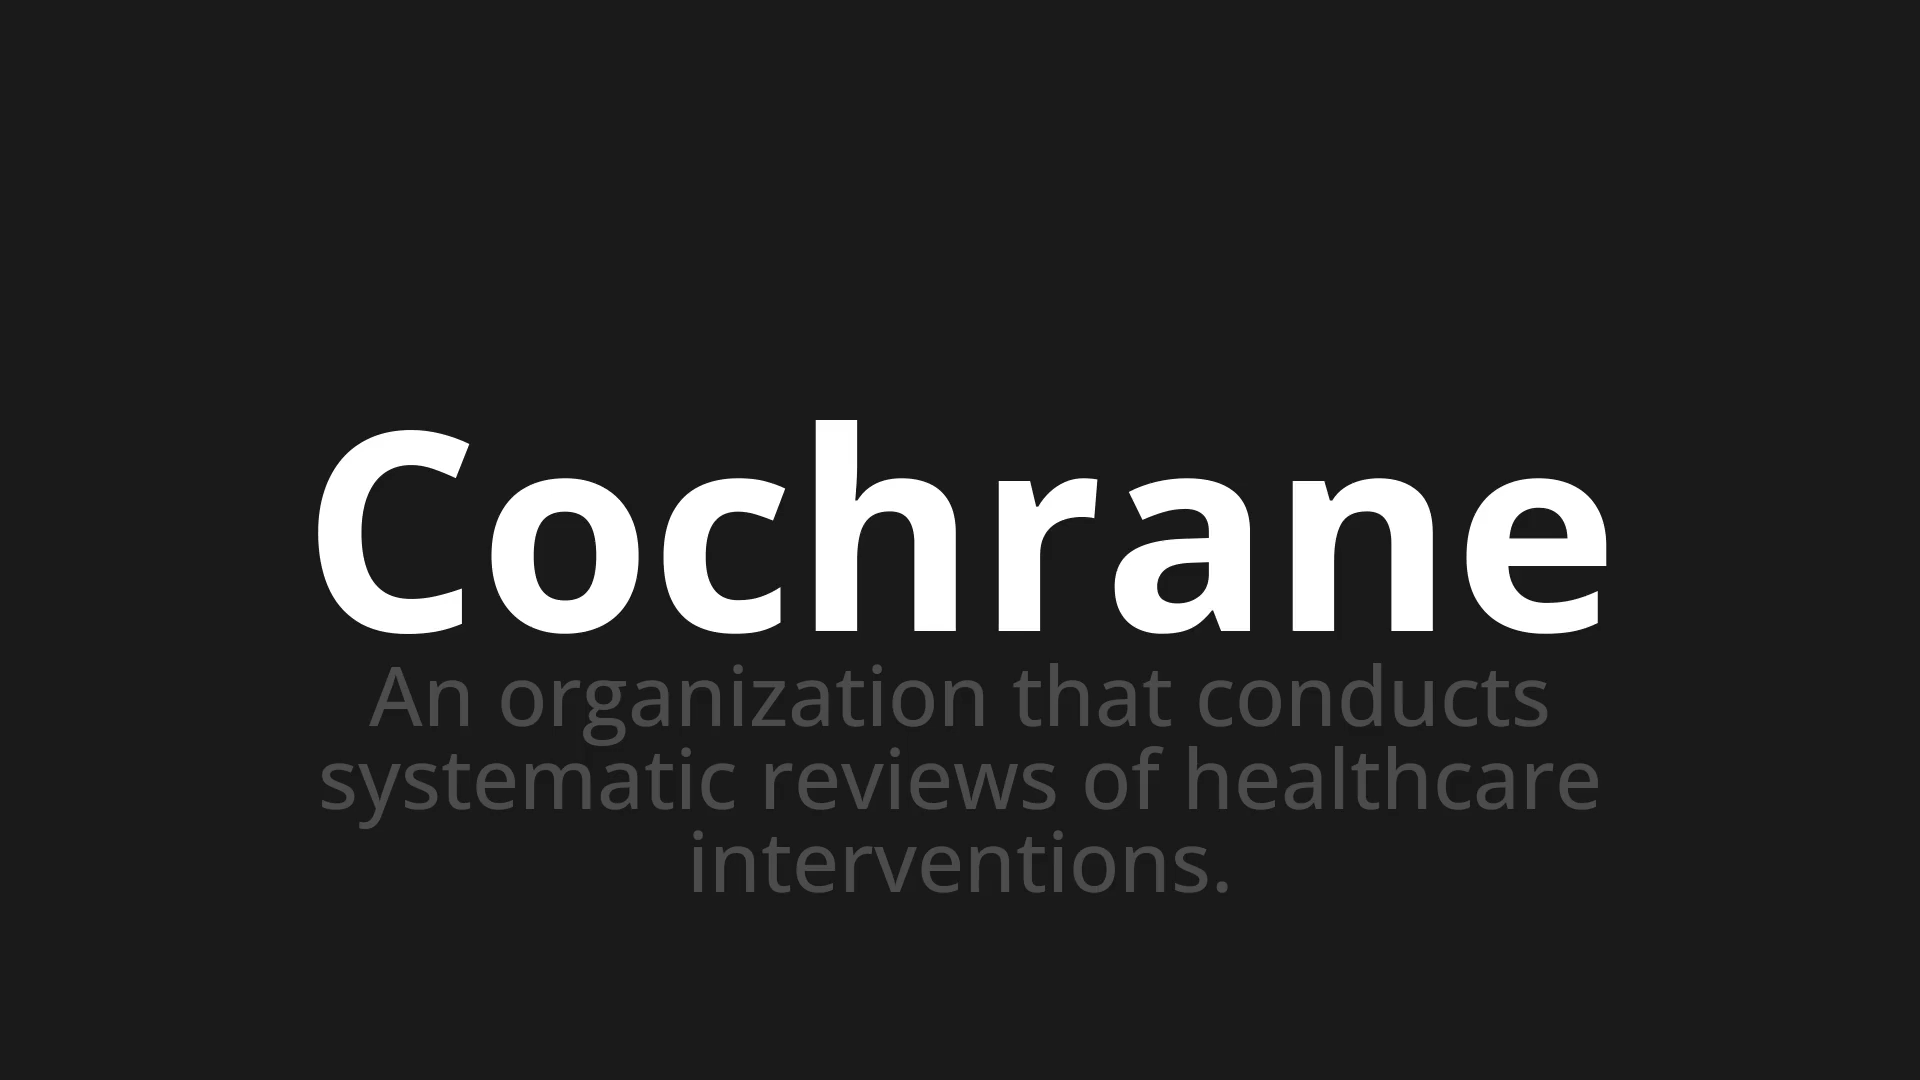 Cochrane
An organization that conducts
systematic reviews of healthcare
interventions.